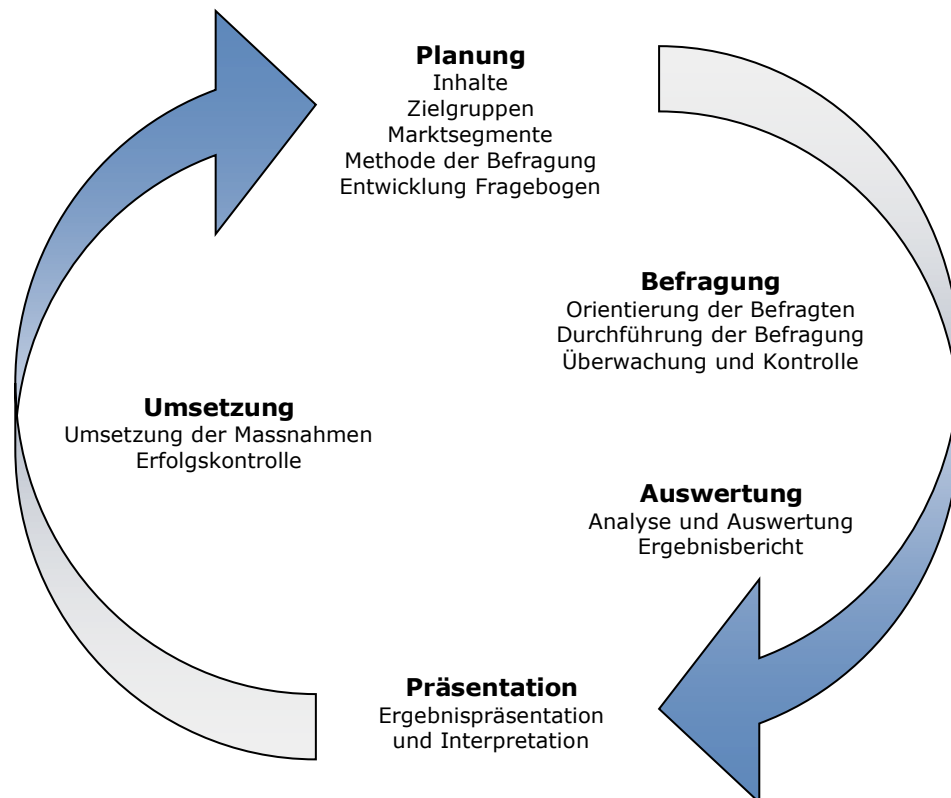 Planung
Inhalte
Zielgruppen
Marktsegmente
Methode der Befragung
Entwicklung Fragebogen
Befragung
Orientierung der Befragten
Durchführung der Befragung
Überwachung und Kontrolle
Auswertung
Analyse und Auswertung
Ergebnisbericht
Präsentation
Ergebnispräsentation
und Interpretation
Umsetzung
Umsetzung der Massnahmen
Erfolgskontrolle